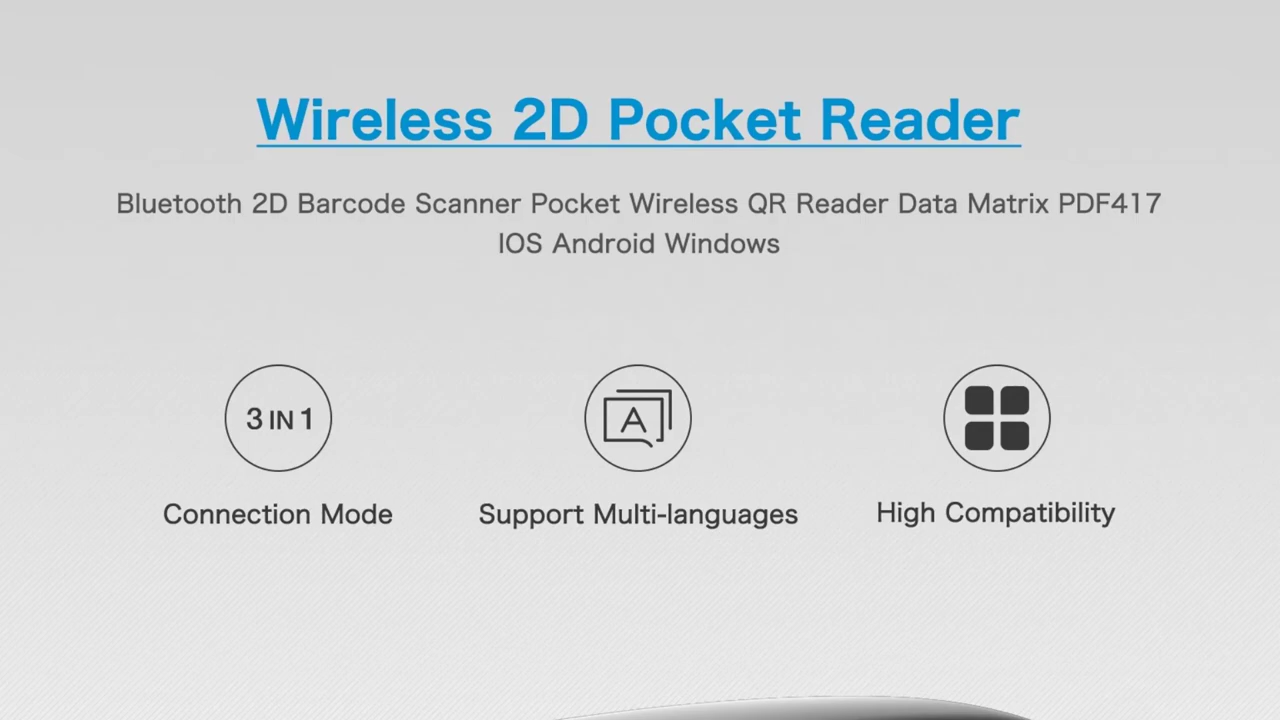 Wireless 2D Pocket Reader
Bluetooth 2D Barcode Scanner Pocket Wireless QR Reader Data Matrix PDF417
IOS Android Windows
3 IN 1
A
Connection Mode
Support Multi-languages
High Compatibility